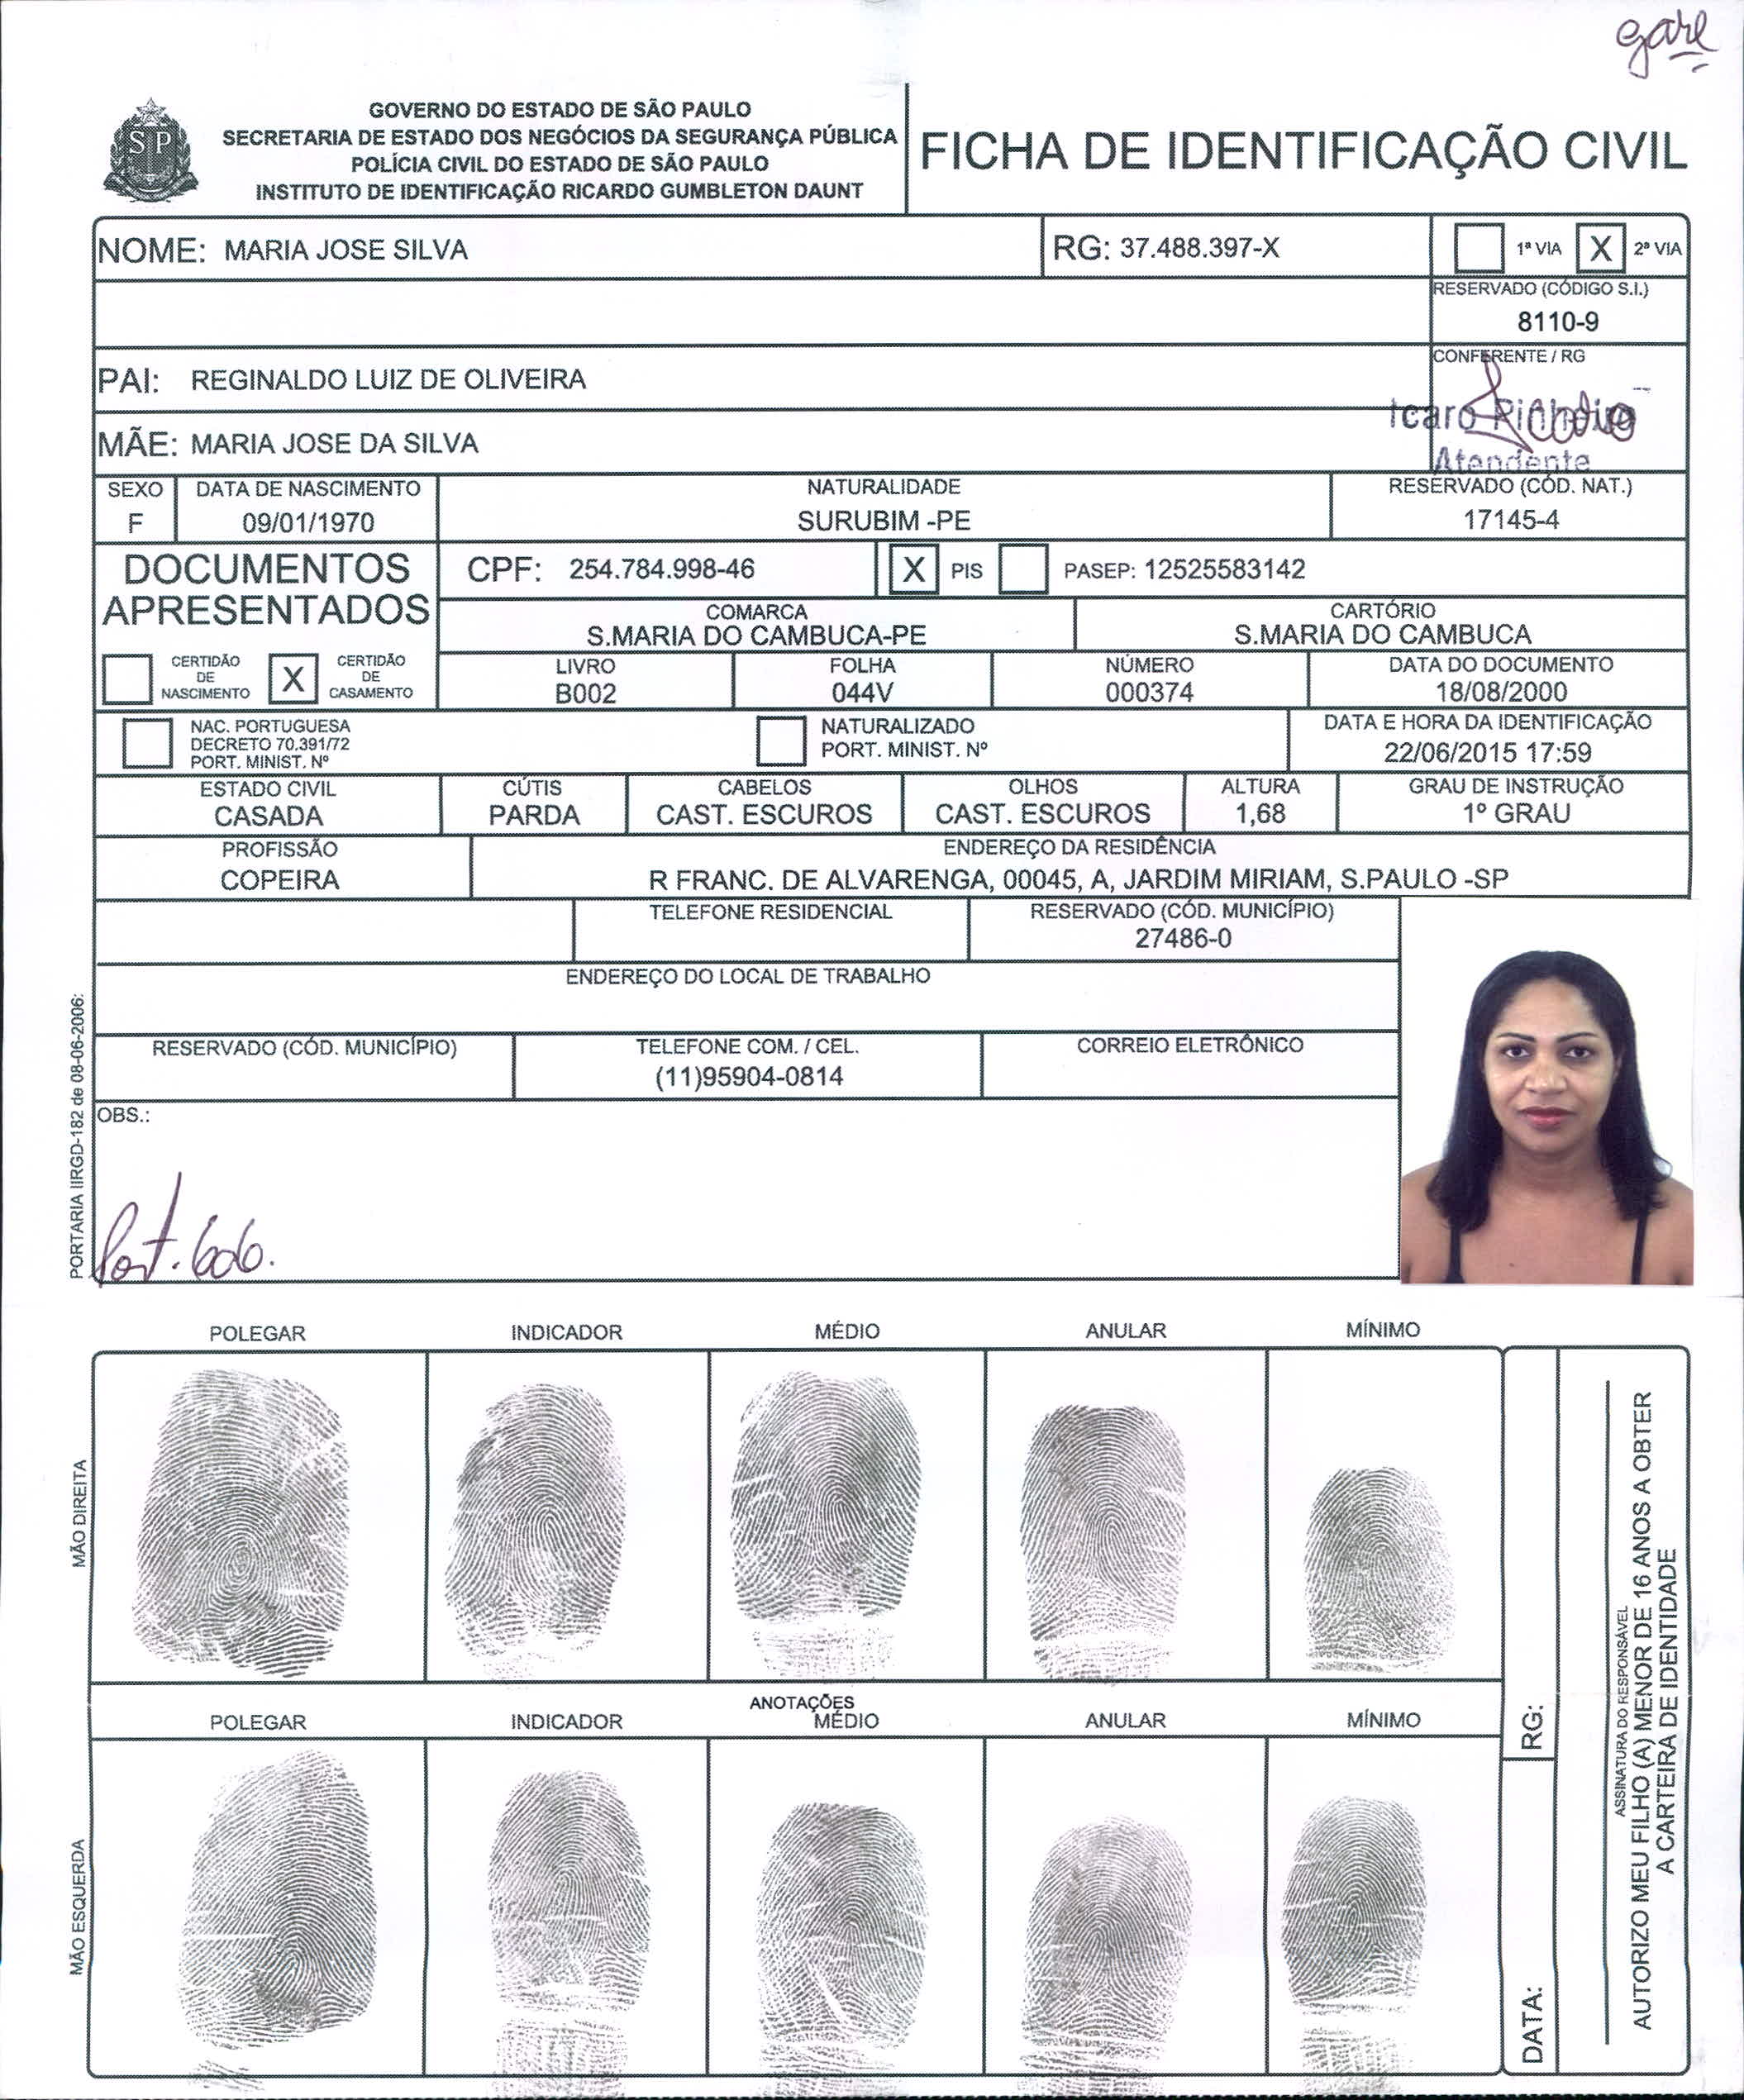 gare
GOVERNO DO ESTADO DE SÃO PAULO
SECRETARIA DE ESTADO DOS NEGÓCIOS DA SEGURANÇA PÚBLICA
POLÍCIA CIVIL DO ESTADO DE SÃO PAULO
INSTITUTO DE IDENTIFICAÇÃO RICARDO GUMBLETON DAUNT
SP
FICHA DE IDENTIFICAÇÃO CIVIL
NOME: MARIA JOSE SILVA
RG: 37.488.397-X
1ª VIA X 2ª VIA
RESERVADO (CÓDIGO S.I.)
8110-9
PAI: REGINALDO LUIZ DE OLIVEIRA
CONFERENTE / RG
Icaro Pinheiro
Atendente
MÃE: MARIA JOSE DA SILVA
SEXO
F
DATA DE NASCIMENTO
09/01/1970
NATURALIDADE
SURUBIM -PE
RESERVADO (CÓD. NAT.)
17145-4
DOCUMENTOS
APRESENTADOS
CPF: 254.784.998-46
X PIS PASEP: 12525583142
COMARCA
S.MARIA DO CAMBUCA-PE
CARTÓRIO
S.MARIA DO CAMBUCA
CERTIDÃO
DE
NASCIMENTO
X
CERTIDÃO
DE
CASAMENTO
LIVRO
B002
FOLHA
044V
NÚMERO
000374
DATA DO DOCUMENTO
18/08/2000
NAC. PORTUGUESA
DECRETO 70.391/72
PORT. MINIST. Nº
NATURALIZADO
PORT. MINIST. Nº
DATA E HORA DA IDENTIFICAÇÃO
22/06/2015 17:59
ESTADO CIVIL
CASADA
CÚTIS
PARDA
CABELOS
CAST. ESCUROS
OLHOS
CAST. ESCUROS
ALTURA
1,68
GRAU DE INSTRUÇÃO
1º GRAU
PROFISSÃO
COPEIRA
ENDEREÇO DA RESIDÊNCIA
R FRANC. DE ALVARENGA, 00045, A, JARDIM MIRIAM, S.PAULO -SP
TELEFONE RESIDENCIAL
RESERVADO (CÓD. MUNICÍPIO)
27486-0
ENDEREÇO DO LOCAL DE TRABALHO
RESERVADO (CÓD. MUNICÍPIO)
TELEFONE COM. / CEL.
(11)95904-0814
CORREIO ELETRÔNICO
OBS.:
Port. 606.
PORTARIA IIRGD-182 de 08-06-2006:
POLEGAR INDICADOR MÉDIO ANULAR MÍNIMO
MÃO DIREITA
ANOTAÇÕES
POLEGAR INDICADOR MÉDIO ANULAR MÍNIMO
MÃO ESQUERDA
RG:
DATA:
ASSINATURA DO RESPONSÁVEL
AUTORIZO MEU FILHO (A) MENOR DE 16 ANOS A OBTER
A CARTEIRA DE IDENTIDADE